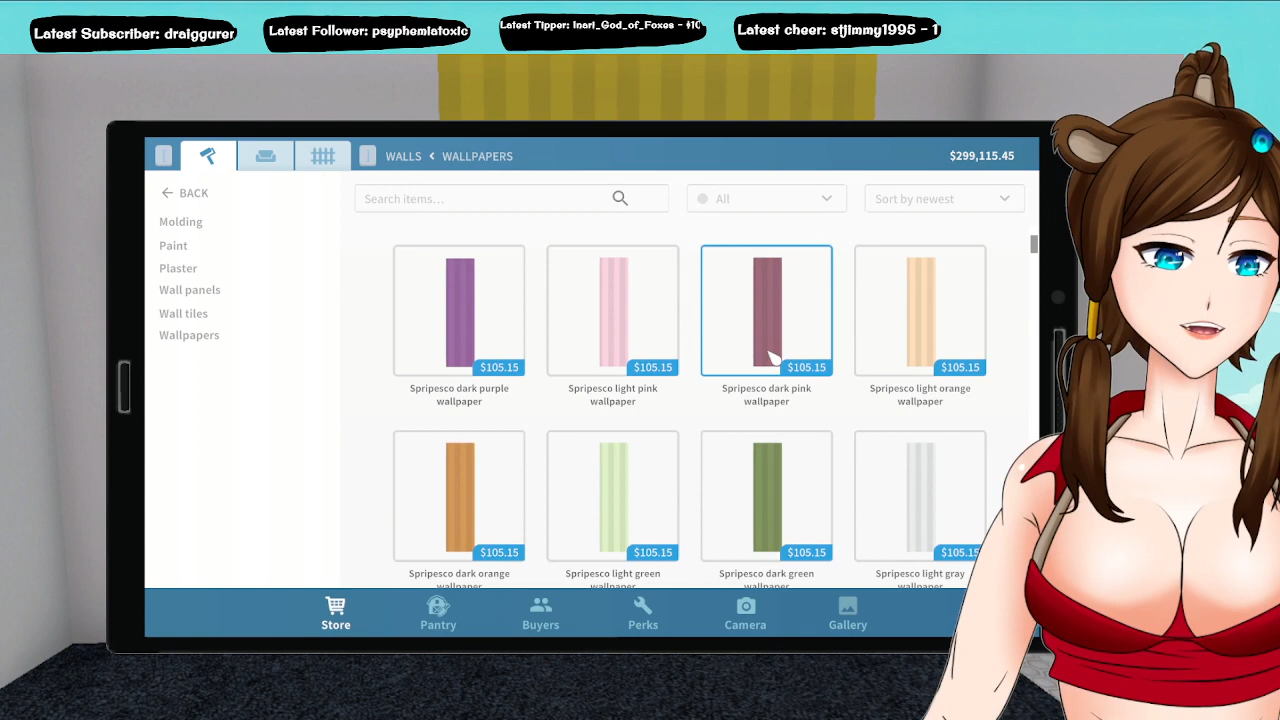 Latest Subscriber: draiggurer
Latest Follower: psyphemiatoxic
Latest Tipper: Inari_God_of_Foxes - $10
Latest cheer: stjimmy1995 - 1
WALLS < WALLPAPERS
$299,115.45
BACK
Search items...
All
Sort by newest
Molding
Paint
Plaster
Wall panels
Wall tiles
Wallpapers
$105.15
$105.15
$105.15
$105.15
Spripesco dark purple
wallpaper
Spripesco light pink
wallpaper
Spripesco dark pink
wallpaper
Spripesco light orange
wallpaper
$105.15
$105.15
$105.15
$105.15
Spripesco dark orange
wallpaper
Spripesco light green
wallpaper
Spripesco dark green
wallpaper
Spripesco light gray
wallpaper
Store
Pantry
Buyers
Perks
Camera
Gallery